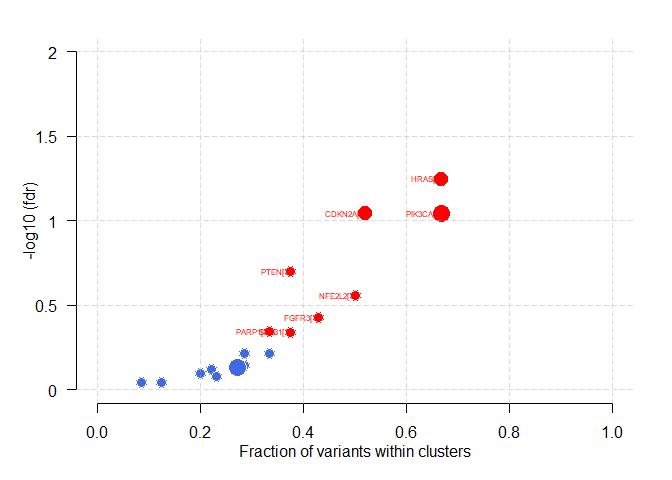 2
1.5
HRAS
1
CDKN2A
PIK3CA
PTEN[
0.5
NFE2L2[
FGFR3[
PARP1
0
-log10 (fdr)
0.0 0.2 0.4 0.6 0.8 1.0
Fraction of variants within clusters